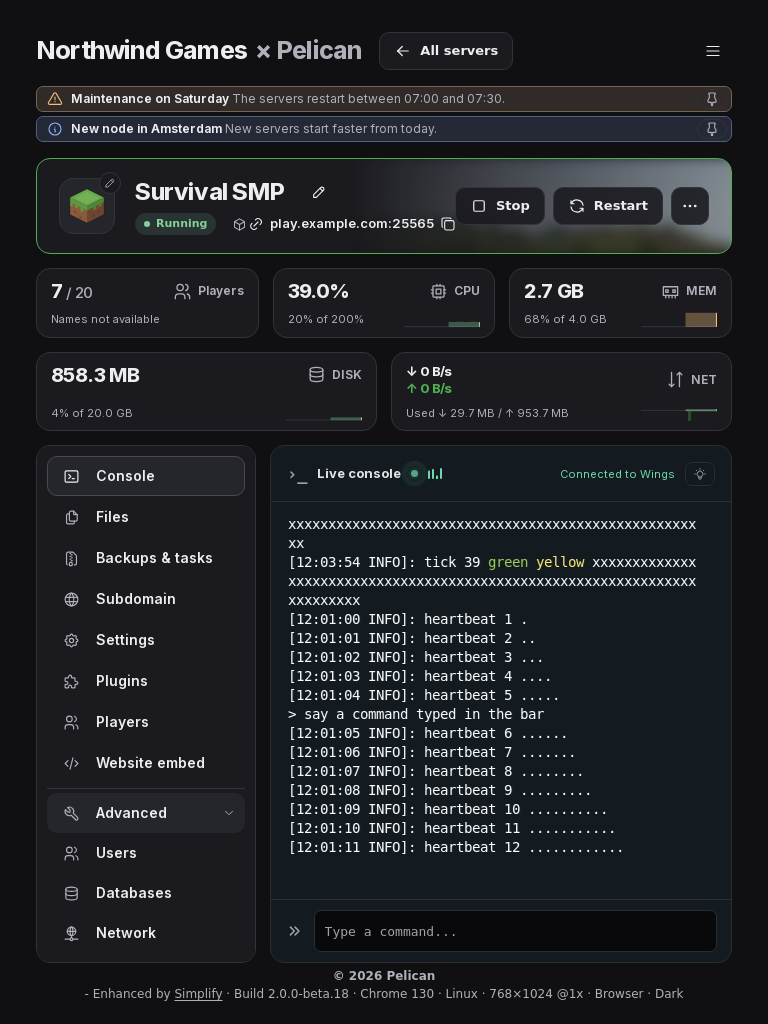 Northwind Games × Pelican
All servers
Maintenance on Saturday The servers restart between 07:00 and 07:30.
New node in Amsterdam New servers start faster from today.
Survival SMP
Running
play.example.com:25565
Stop
Restart
7 / 20
Players
Names not available
39.0%
CPU
20% of 200%
2.7 GB
MEM
68% of 4.0 GB
858.3 MB
DISK
4% of 20.0 GB
↓ 0 B/s
↑ 0 B/s
NET
Used ↓ 29.7 MB / ↑ 953.7 MB
Console
Files
Backups & tasks
Subdomain
Settings
Plugins
Players
Website embed
Advanced
Users
Databases
Network
Live console
Connected to Wings
xxxxxxxxxxxxxxxxxxxxxxxxxxxxxxxxxxxxxxxxxxxxxxxxxxx
xx
[12:03:54 INFO]: tick 39 green yellow xxxxxxxxxxxxx
xxxxxxxxxxxxxxxxxxxxxxxxxxxxxxxxxxxxxxxxxxxxxxxxxxx
xxxxxxxxx
[12:01:00 INFO]: heartbeat 1 .
[12:01:01 INFO]: heartbeat 2 ..
[12:01:02 INFO]: heartbeat 3 ...
[12:01:03 INFO]: heartbeat 4 ....
[12:01:04 INFO]: heartbeat 5 .....
> say a command typed in the bar
[12:01:05 INFO]: heartbeat 6 ......
[12:01:06 INFO]: heartbeat 7 .......
[12:01:07 INFO]: heartbeat 8 ........
[12:01:08 INFO]: heartbeat 9 .........
[12:01:09 INFO]: heartbeat 10 ..........
[12:01:10 INFO]: heartbeat 11 ...........
[12:01:11 INFO]: heartbeat 12 ............
Type a command...
© 2026 Pelican
- Enhanced by Simplify · Build 2.0.0-beta.18 · Chrome 130 · Linux · 768×1024 @1x · Browser · Dark